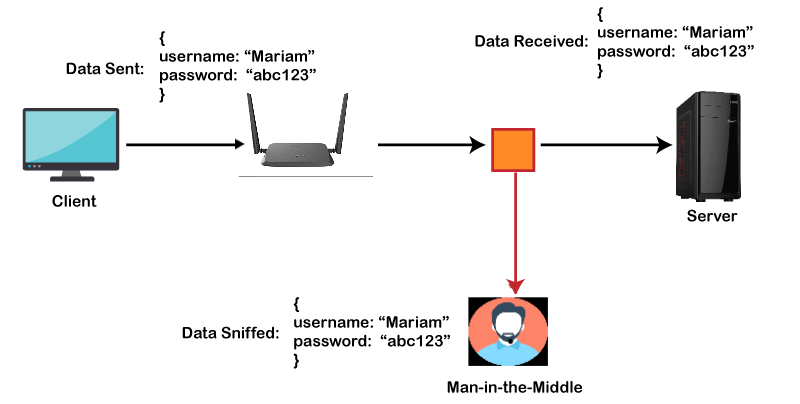 Data Sent:
{
username: “Mariam”
password: “abc123”
}
Data Received:
{
username: “Mariam”
password: “abc123”
}
Client
Server
Data Sniffed:
{
username: “Mariam”
password: “abc123”
}
Man-in-the-Middle